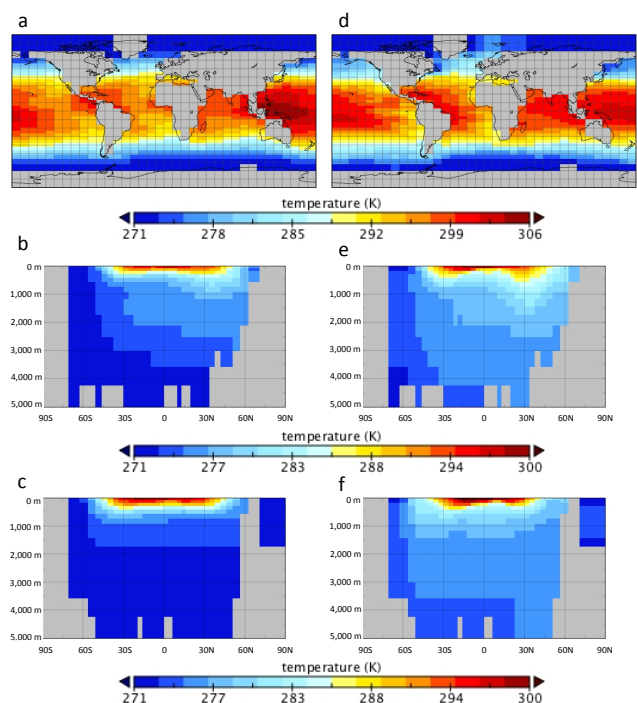 a d
temperature (K)
271 278 285 292 299 306
b e
0 m 0 m
1,000 m 1,000 m
2,000 m 2,000 m
3,000 m 3,000 m
4,000 m 4,000 m
5,000 m 5,000 m
90S 60S 30S 0 30N 60N 90N 90S 60S 30S 0 30N 60N 90N
temperature (K)
271 277 283 288 294 300
c f
0 m 0 m
1,000 m 1,000 m
2,000 m 2,000 m
3,000 m 3,000 m
4,000 m 4,000 m
5,000 m 5,000 m
90S 60S 30S 0 30N 60N 90N 90S 60S 30S 0 30N 60N 90N
temperature (K)
271 277 283 288 294 300